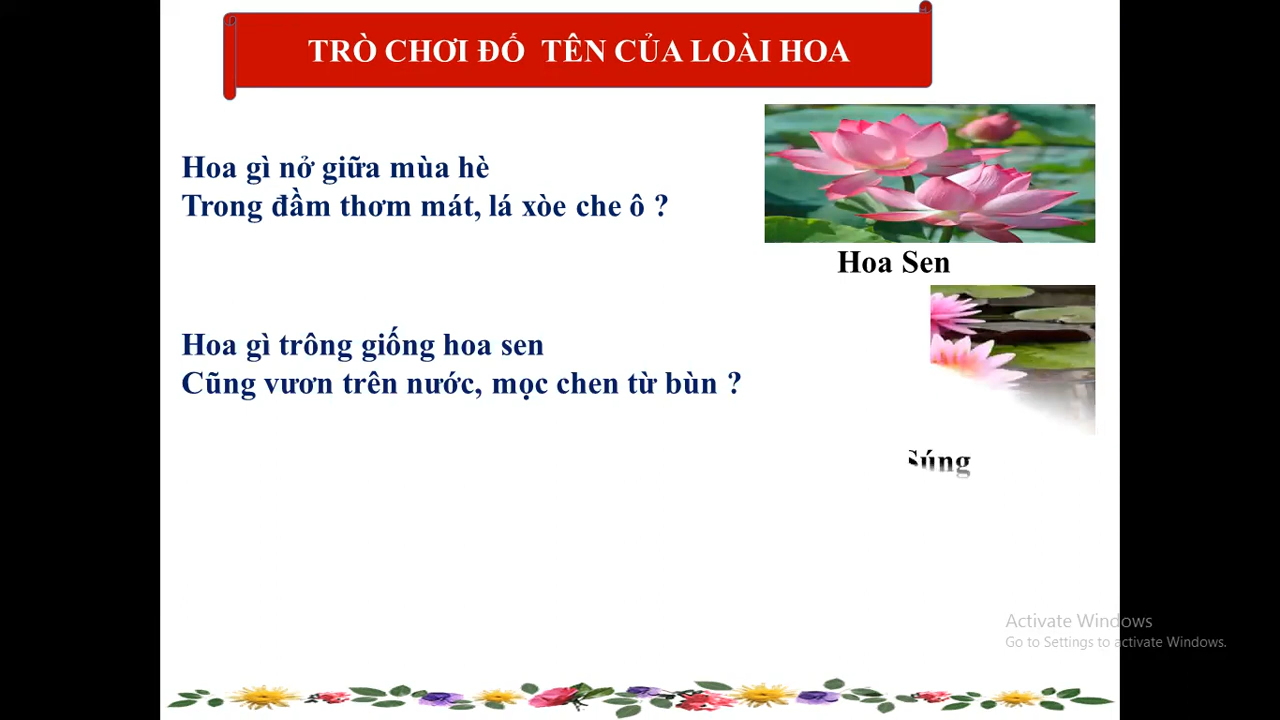 TRÒ CHƠI ĐỐ TÊN CỦA LOÀI HOA
Hoa gì nở giữa mùa hè
Trong đầm thơm mát, lá xòe che ô ?
Hoa Sen
Hoa gì trông giống hoa sen
Cũng vươn trên nước, mọc chen từ bùn ?
Súng
Activate Windows
Go to Settings to activate Windows.